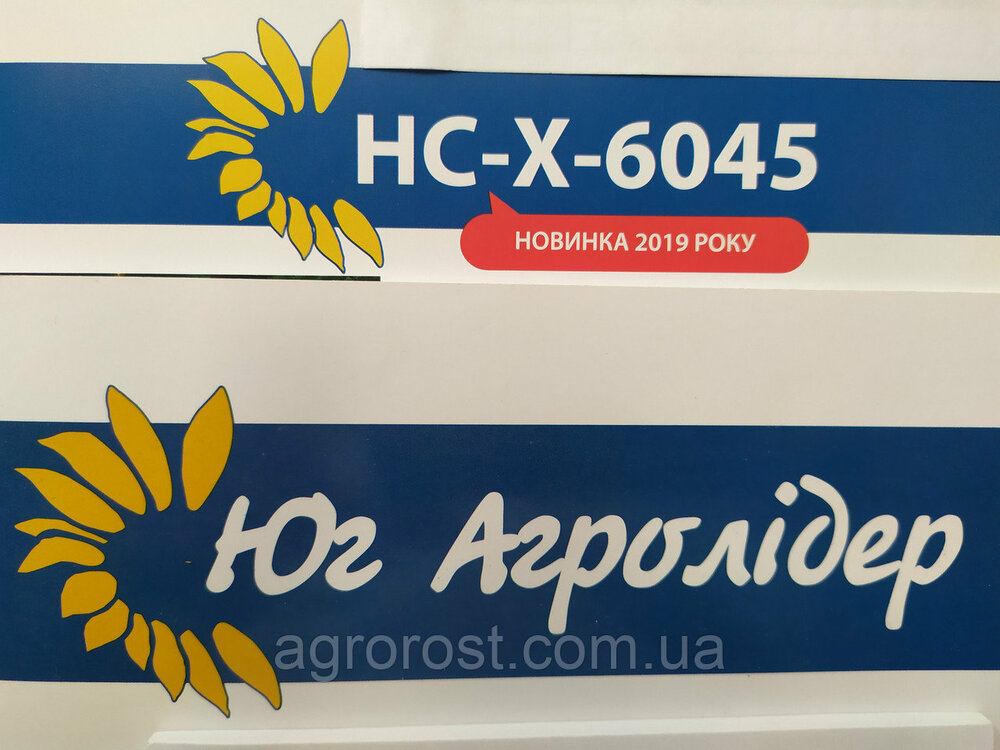 НС-Х-6045
НОВИНКА 2019 РОКУ
Юг Агролідер
agrorost.com.ua